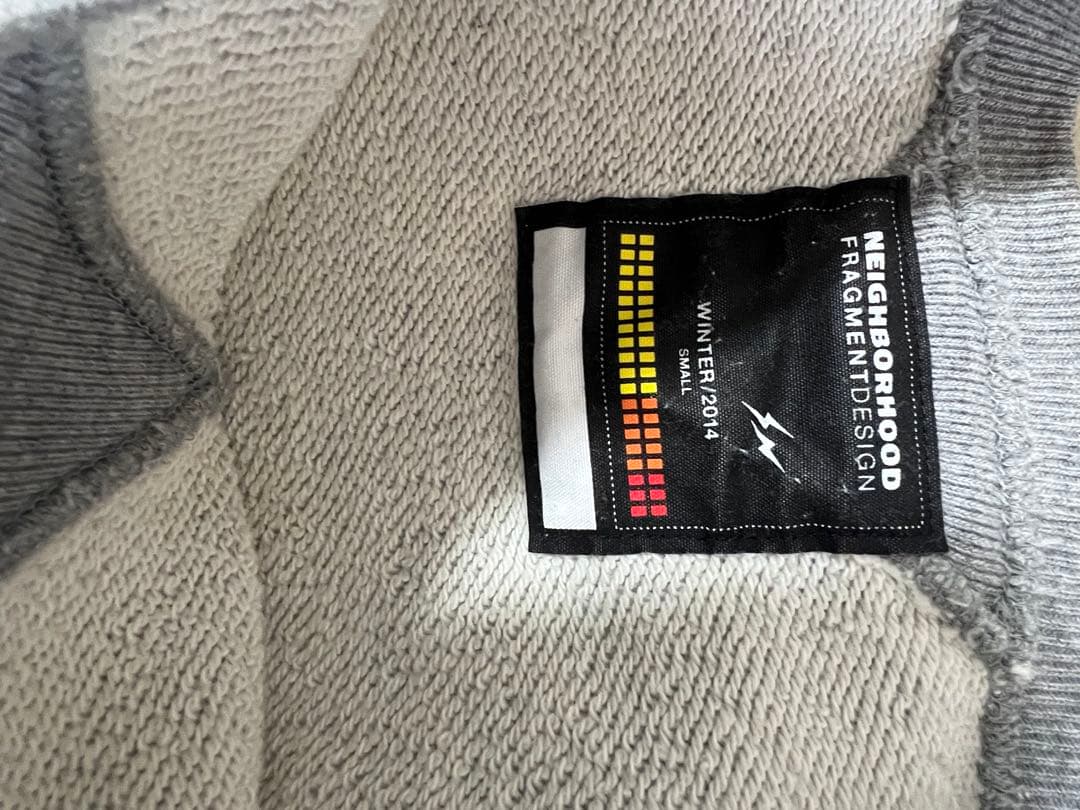 NEIGHBORHOOD
FRAGMENTDESIGN
WINTER/2014
SMALL